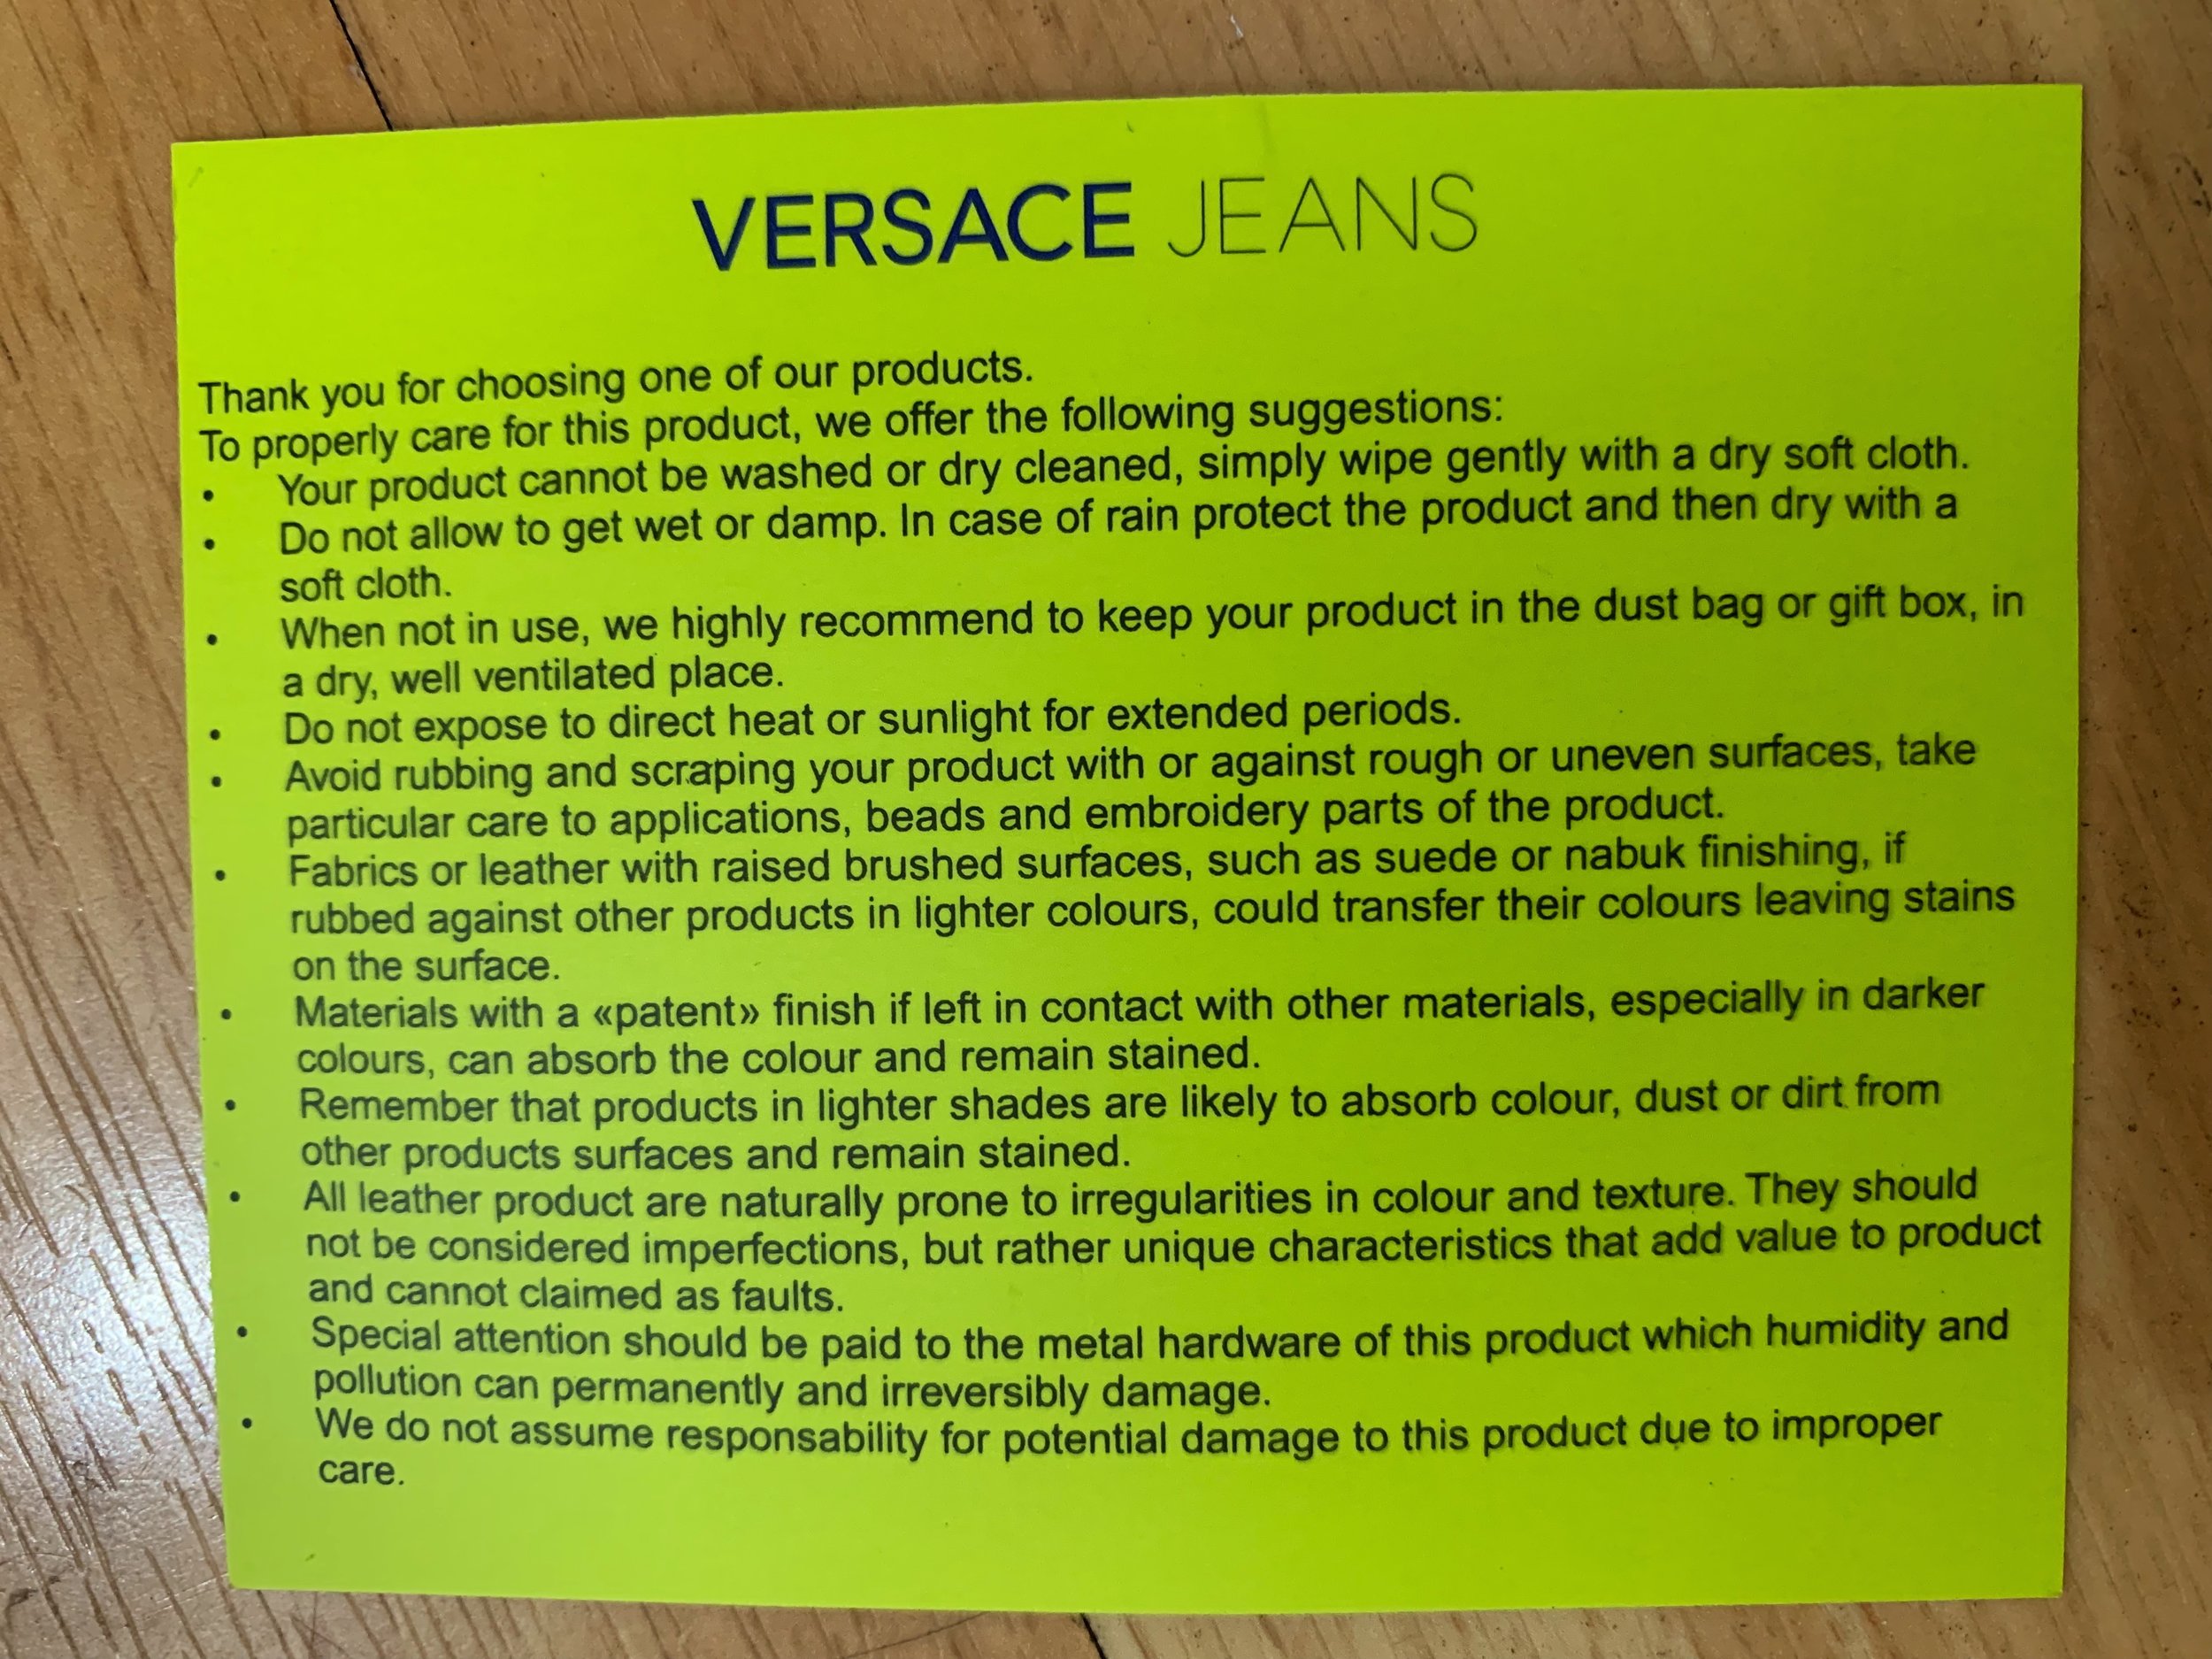 VERSACE JEANS
Thank you for choosing one of our products.
To properly care for this product, we offer the following suggestions:
• Your product cannot be washed or dry cleaned, simply wipe gently with a dry soft cloth.
• Do not allow to get wet or damp. In case of rain protect the product and then dry with a
soft cloth.
• When not in use, we highly recommend to keep your product in the dust bag or gift box, in
a dry, well ventilated place.
• Do not expose to direct heat or sunlight for extended periods.
• Avoid rubbing and scraping your product with or against rough or uneven surfaces, take
particular care to applications, beads and embroidery parts of the product.
• Fabrics or leather with raised brushed surfaces, such as suede or nabuk finishing, if
rubbed against other products in lighter colours, could transfer their colours leaving stains
on the surface.
• Materials with a «patent» finish if left in contact with other materials, especially in darker
colours, can absorb the colour and remain stained.
• Remember that products in lighter shades are likely to absorb colour, dust or dirt from
other products surfaces and remain stained.
• All leather product are naturally prone to irregularities in colour and texture. They should
not be considered imperfections, but rather unique characteristics that add value to product
and cannot claimed as faults.
• Special attention should be paid to the metal hardware of this product which humidity and
pollution can permanently and irreversibly damage.
• We do not assume responsability for potential damage to this product due to improper
care.